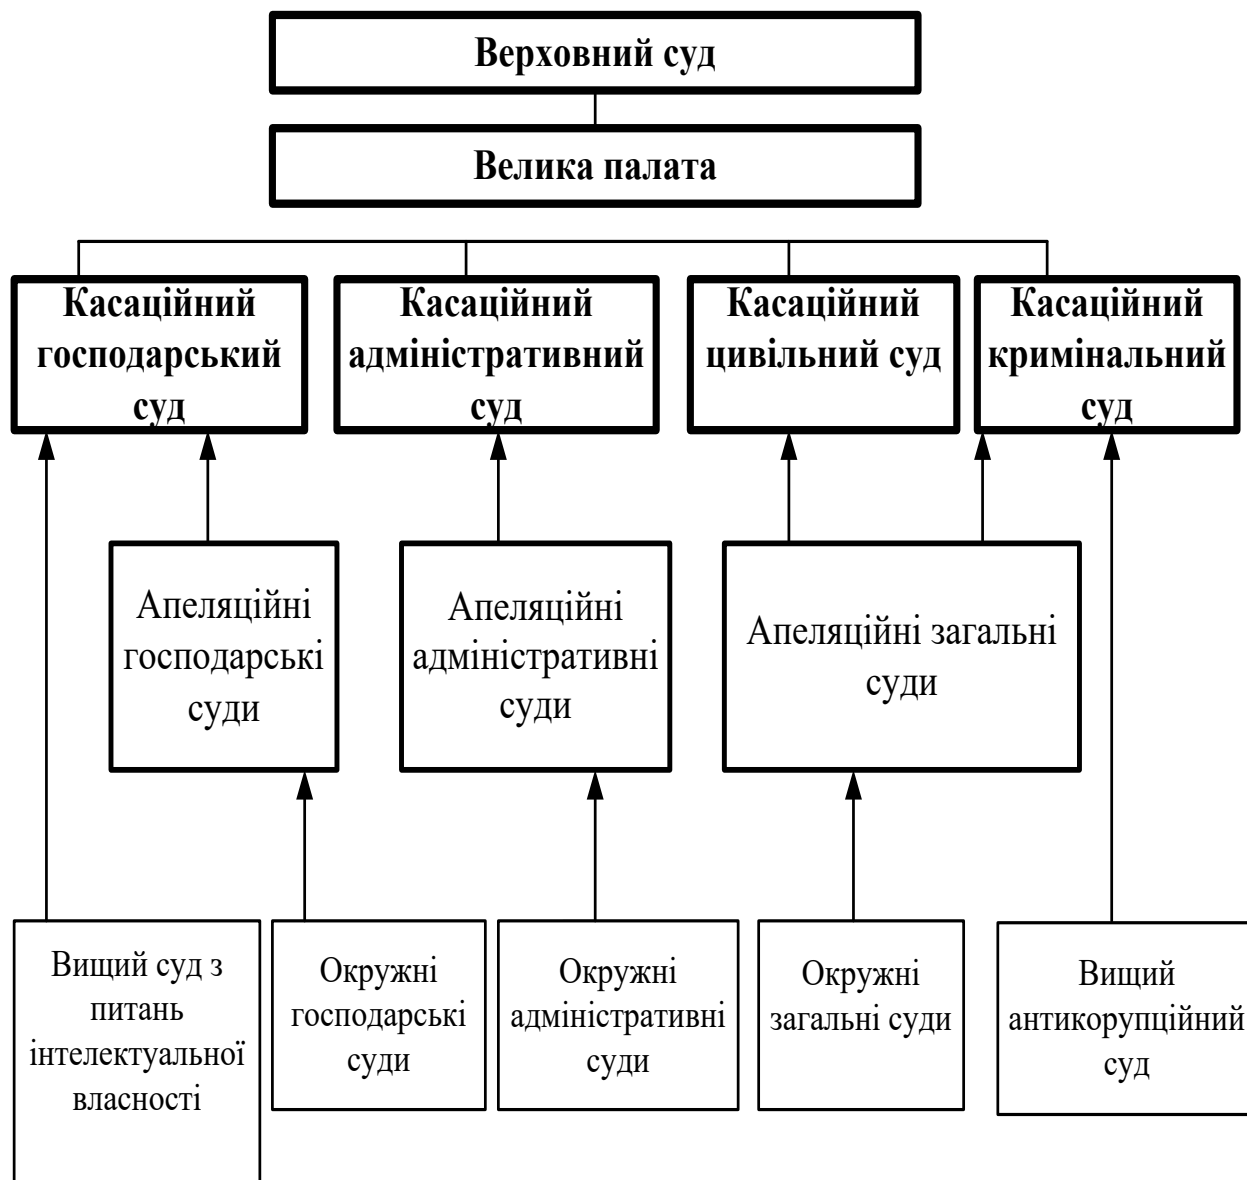 Верховний суд
Велика палата
Касаційний
господарський
суд
Касаційний
адміністративний
суд
Касаційний
цивільний суд
Касаційний
кримінальний
суд
Апеляційні
господарські
суди
Апеляційні
адміністративні
суди
Апеляційні загальні
суди
Вищий суд з
питань
інтелектуальної
власності
Окружні
господарські
суди
Окружні
адміністративні
суди
Окружні
загальні суди
Вищий
антикорупційний
суд